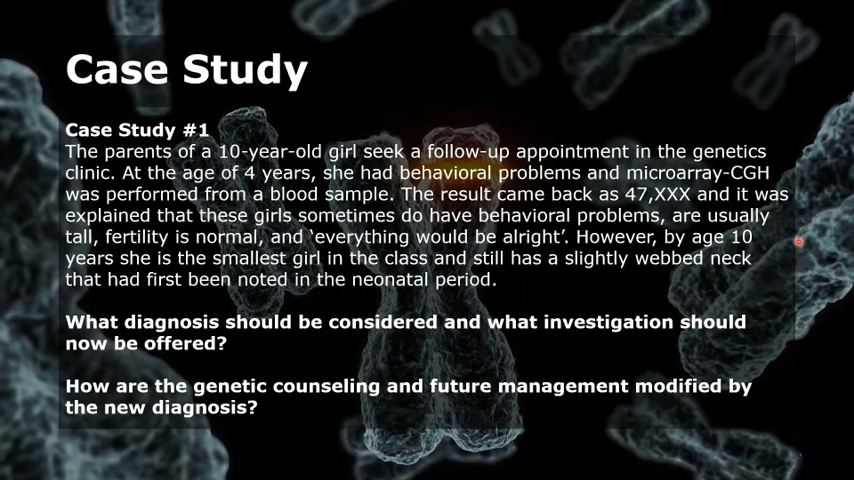 Case Study
Case Study #1
The parents of a 10-year-old girl seek a follow-up appointment in the genetics
clinic. At the age of 4 years, she had behavioral problems and microarray-CGH
was performed from a blood sample. The result came back as 47,XXX and it was
explained that these girls sometimes do have behavioral problems, are usually
tall, fertility is normal, and ‘everything would be alright’. However, by age 10
years she is the smallest girl in the class and still has a slightly webbed neck
that had first been noted in the neonatal period.
What diagnosis should be considered and what investigation should
now be offered?
How are the genetic counseling and future management modified by
the new diagnosis?